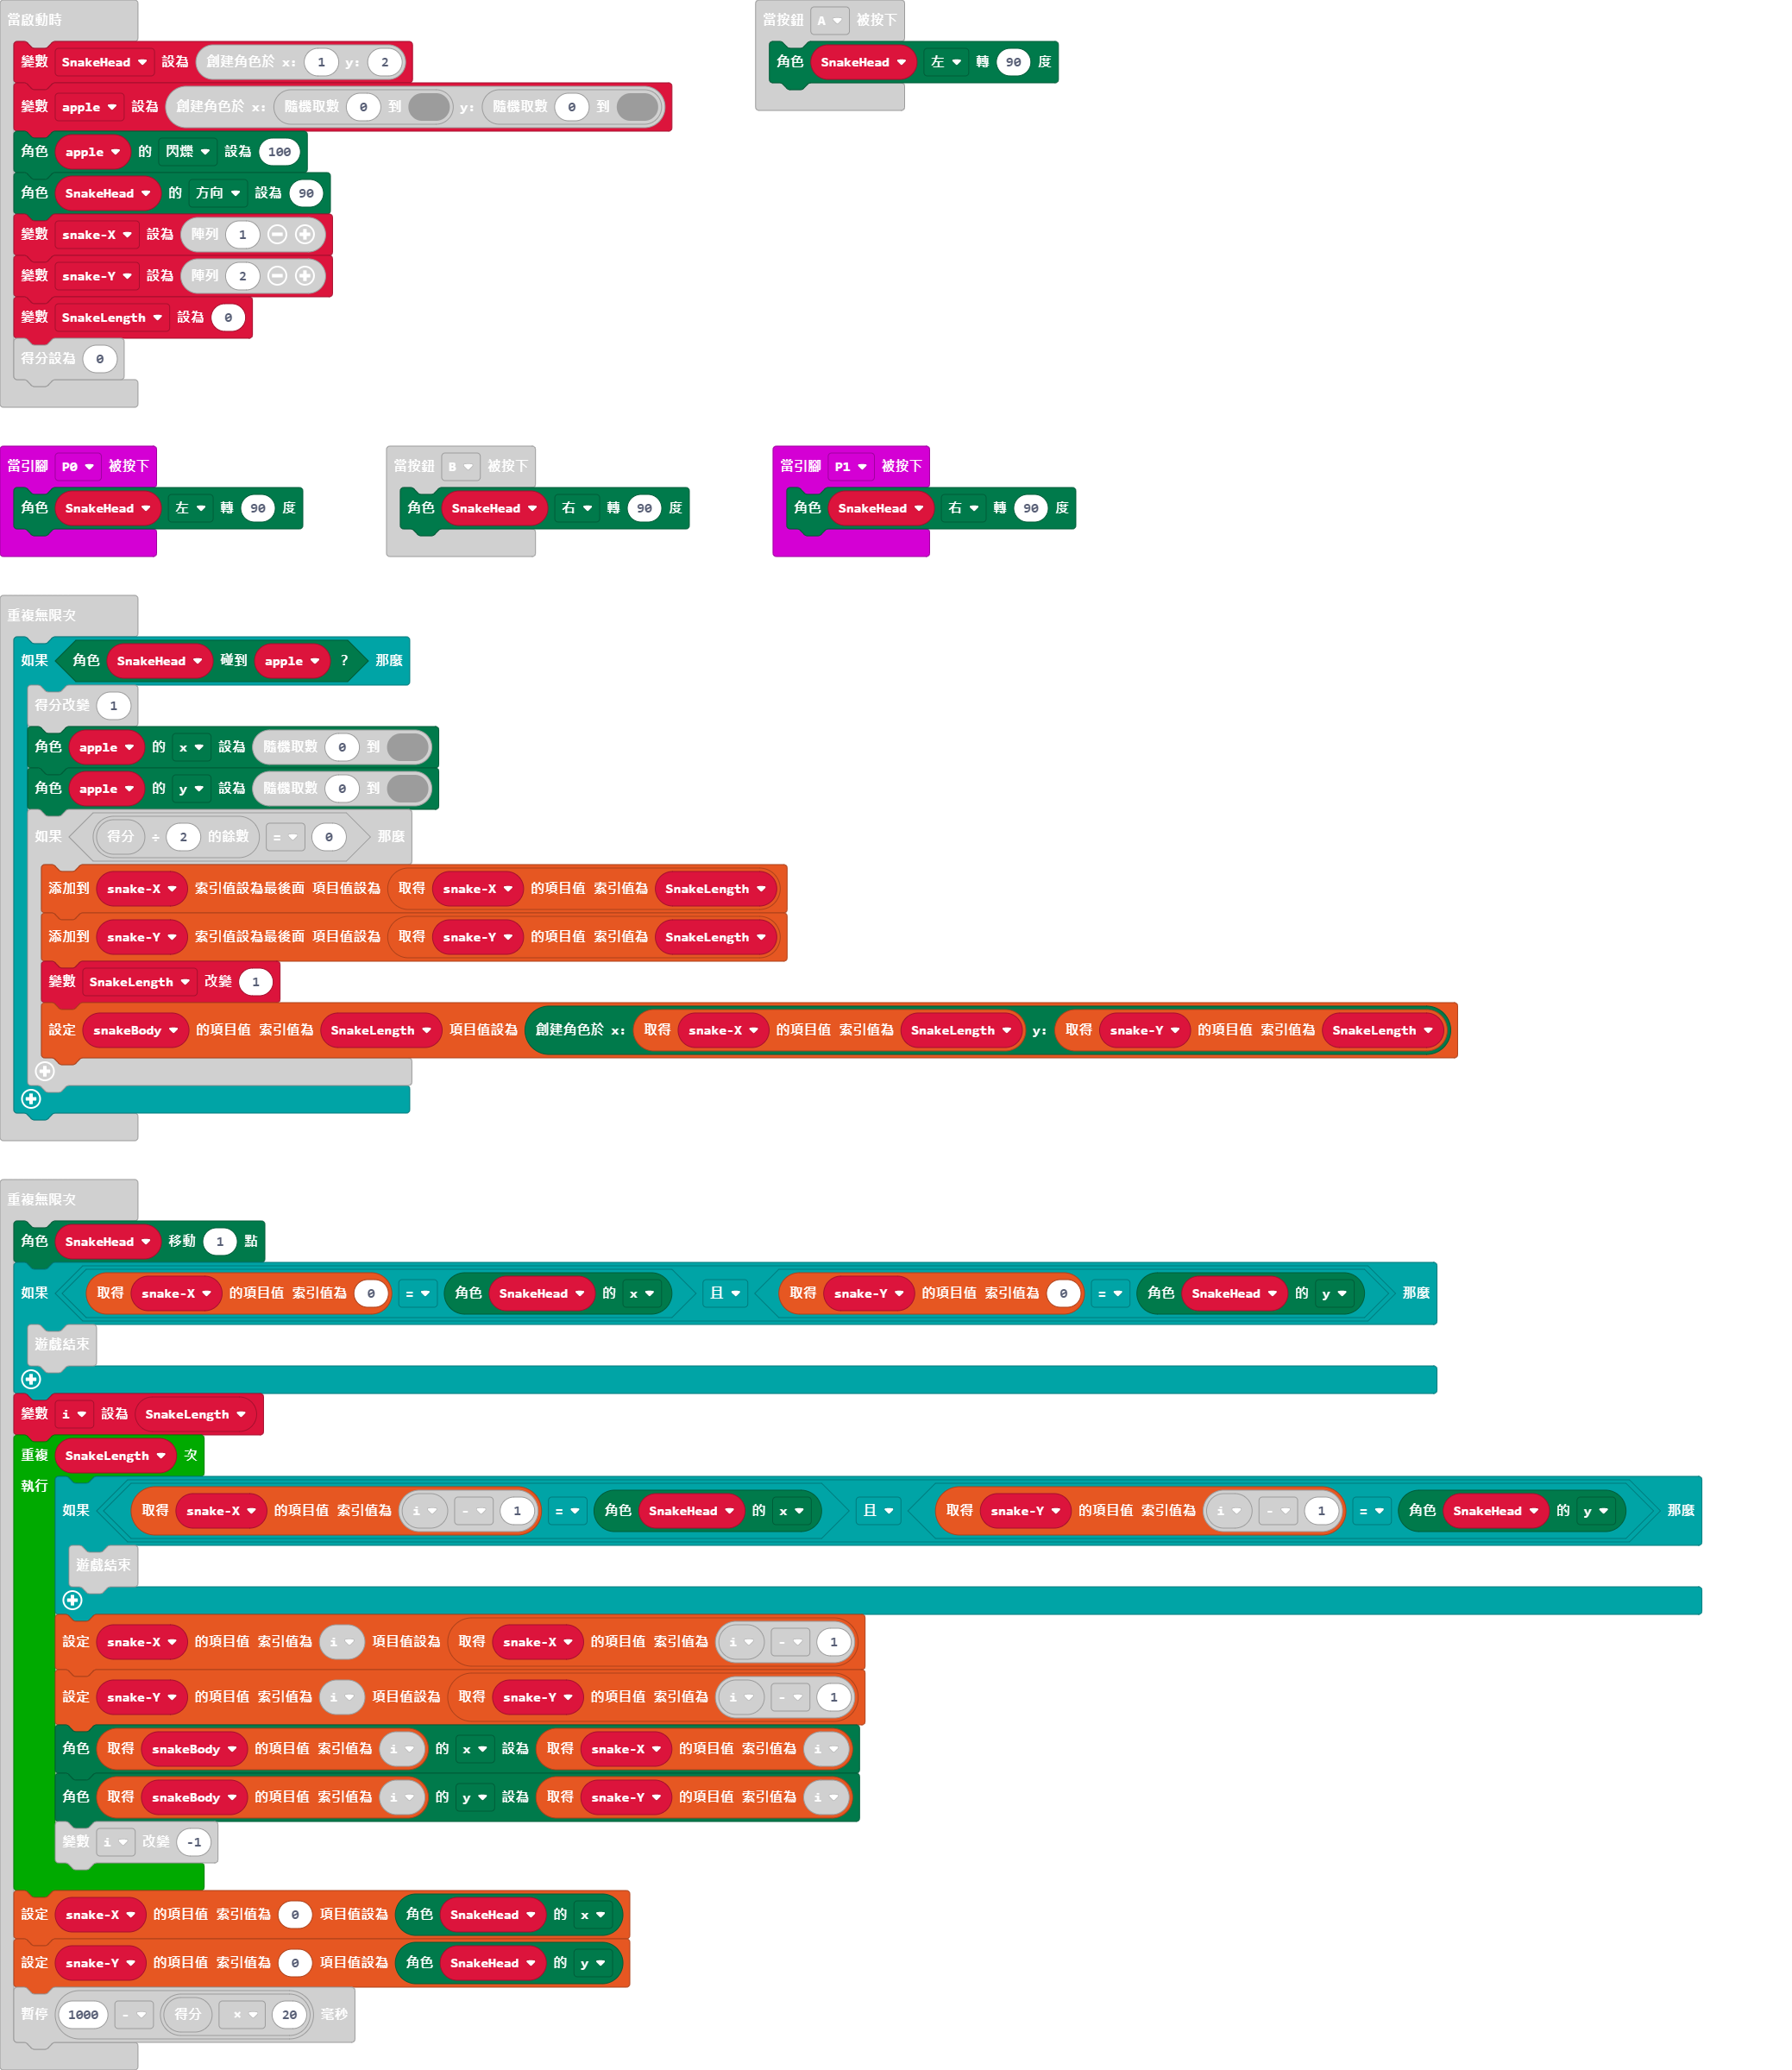 當啟動時
變數 SnakeHead 設為 創建角色於 x: 1 y: 2
變數 apple 設為 創建角色於 x: 隨機取數 0 到 y: 隨機取數 0 到
角色 apple 的 閃爍 設為 100
角色 SnakeHead 的 方向 設為 90
變數 snake-X 設為 陣列 1
變數 snake-Y 設為 陣列 2
變數 SnakeLength 設為 0
得分設為 0
當按鈕 A 被按下
角色 SnakeHead 左 轉 90 度
當引腳 P0 被按下
角色 SnakeHead 左 轉 90 度
當按鈕 B 被按下
角色 SnakeHead 右 轉 90 度
當引腳 P1 被按下
角色 SnakeHead 右 轉 90 度
重複無限次
如果 角色 SnakeHead 碰到 apple ? 那麼
得分改變 1
角色 apple 的 x 設為 隨機取數 0 到
角色 apple 的 y 設為 隨機取數 0 到
如果 得分 ÷ 2 的餘數 = 0 那麼
添加到 snake-X 索引值設為最後面 項目值設為 取得 snake-X 的項目值 索引值為 SnakeLength
添加到 snake-Y 索引值設為最後面 項目值設為 取得 snake-Y 的項目值 索引值為 SnakeLength
變數 SnakeLength 改變 1
設定 snakeBody 的項目值 索引值為 SnakeLength 項目值設為 創建角色於 x: 取得 snake-X 的項目值 索引值為 SnakeLength y: 取得 snake-Y 的項目值 索引值為 SnakeLength
重複無限次
角色 SnakeHead 移動 1 點
如果 取得 snake-X 的項目值 索引值為 0 = 角色 SnakeHead 的 x 且 取得 snake-Y 的項目值 索引值為 0 = 角色 SnakeHead 的 y 那麼
遊戲結束
變數 i 設為 SnakeLength
重複 SnakeLength 次
執行
如果 取得 snake-X 的項目值 索引值為 i - 1 = 角色 SnakeHead 的 x 且 取得 snake-Y 的項目值 索引值為 i - 1 = 角色 SnakeHead 的 y 那麼
遊戲結束
設定 snake-X 的項目值 索引值為 i 項目值設為 取得 snake-X 的項目值 索引值為 i - 1
設定 snake-Y 的項目值 索引值為 i 項目值設為 取得 snake-Y 的項目值 索引值為 i - 1
角色 取得 snakeBody 的項目值 索引值為 i 的 x 設為 取得 snake-X 的項目值 索引值為 i
角色 取得 snakeBody 的項目值 索引值為 i 的 y 設為 取得 snake-Y 的項目值 索引值為 i
變數 i 改變 -1
設定 snake-X 的項目值 索引值為 0 項目值設為 角色 SnakeHead 的 x
設定 snake-Y 的項目值 索引值為 0 項目值設為 角色 SnakeHead 的 y
暫停 1000 - 得分 × 20 毫秒